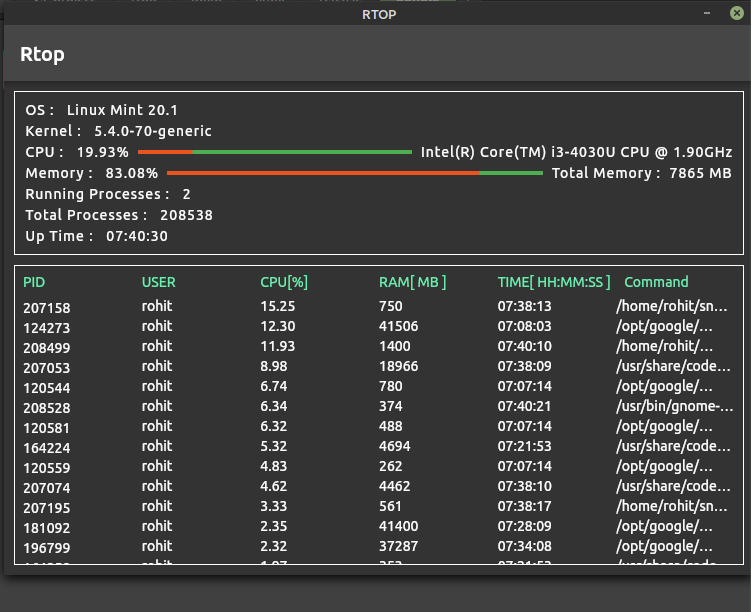 RTOP
Rtop
OS : Linux Mint 20.1
Kernel : 5.4.0-70-generic
CPU : 19.93% Intel(R) Core(TM) i3-4030U CPU @ 1.90GHz
Memory : 83.08% Total Memory : 7865 MB
Running Processes : 2
Total Processes : 208538
Up Time : 07:40:30
PID USER CPU[%] RAM[ MB ] TIME[ HH:MM:SS ] Command
207158 rohit 15.25 750 07:38:13 /home/rohit/sn...
124273 rohit 12.30 41506 07:08:03 /opt/google/...
208499 rohit 11.93 1400 07:40:10 /home/rohit/...
207053 rohit 8.98 18966 07:38:09 /usr/share/code...
120544 rohit 6.74 780 07:07:14 /opt/google/...
208528 rohit 6.34 374 07:40:21 /usr/bin/gnome-...
120581 rohit 6.32 488 07:07:14 /opt/google/...
164224 rohit 5.32 4694 07:21:53 /usr/share/code...
120559 rohit 4.83 262 07:07:14 /opt/google/...
207074 rohit 4.62 4462 07:38:10 /usr/share/code...
207195 rohit 3.33 561 07:38:17 /home/rohit/sn...
181092 rohit 2.35 41400 07:28:09 /opt/google/...
196799 rohit 2.32 37287 07:34:08 /opt/google/...